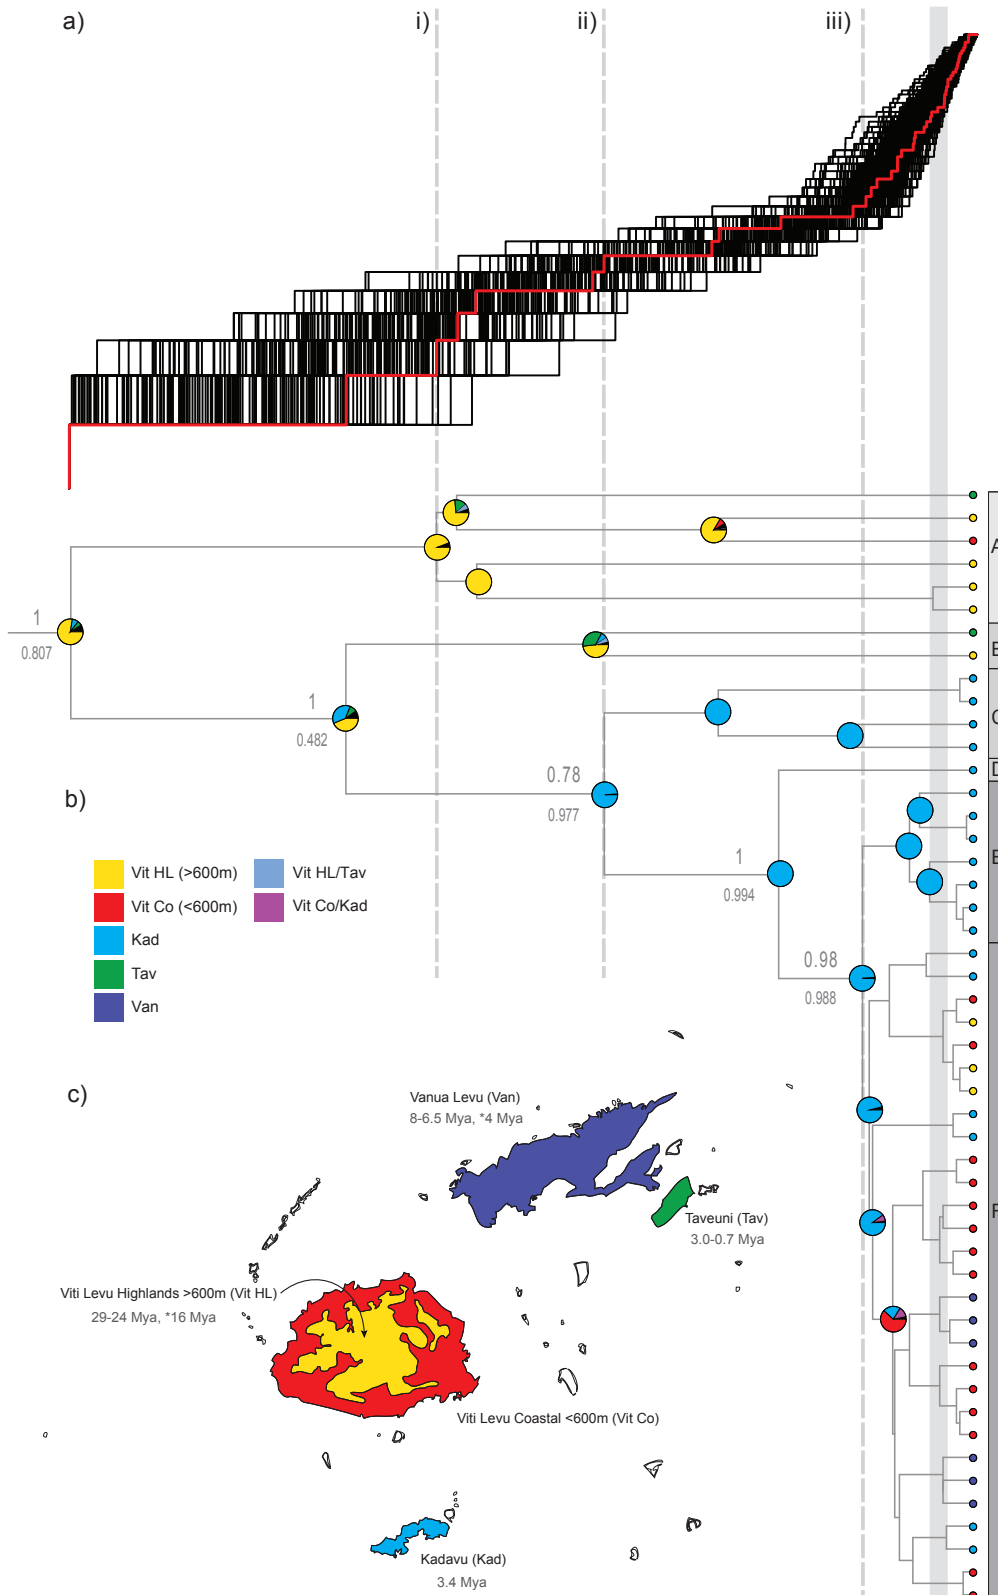 a)
i)
ii)
iii)
A
1
0.807
B
1
0.482
C
0.78
0.977
D
b)
1
0.994
E
Vit HL (>600m)
Vit HL/Tav
Vit Co (<600m)
Vit Co/Kad
Kad
Tav
Van
0.98
0.988
c)
Vanua Levu (Van)
8-6.5 Mya, *4 Mya
Taveuni (Tav)
3.0-0.7 Mya
Viti Levu Highlands >600m (Vit HL)
29-24 Mya, *16 Mya
Viti Levu Coastal <600m (Vit Co)
Kadavu (Kad)
3.4 Mya